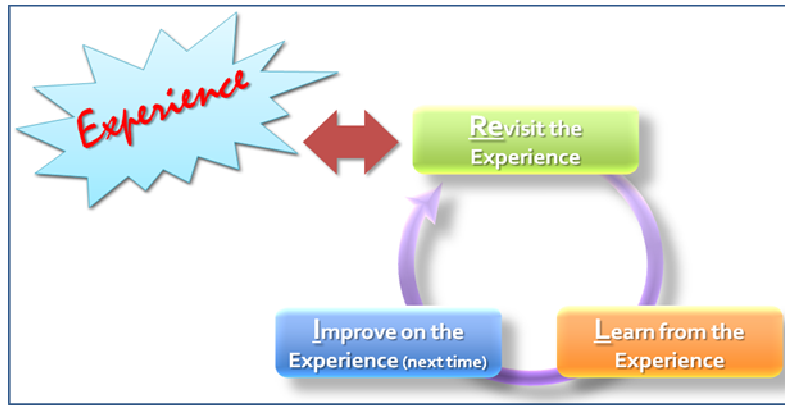 Experience
Revisit the
Experience
Improve on the
Experience (next time)
Learn from the
Experience